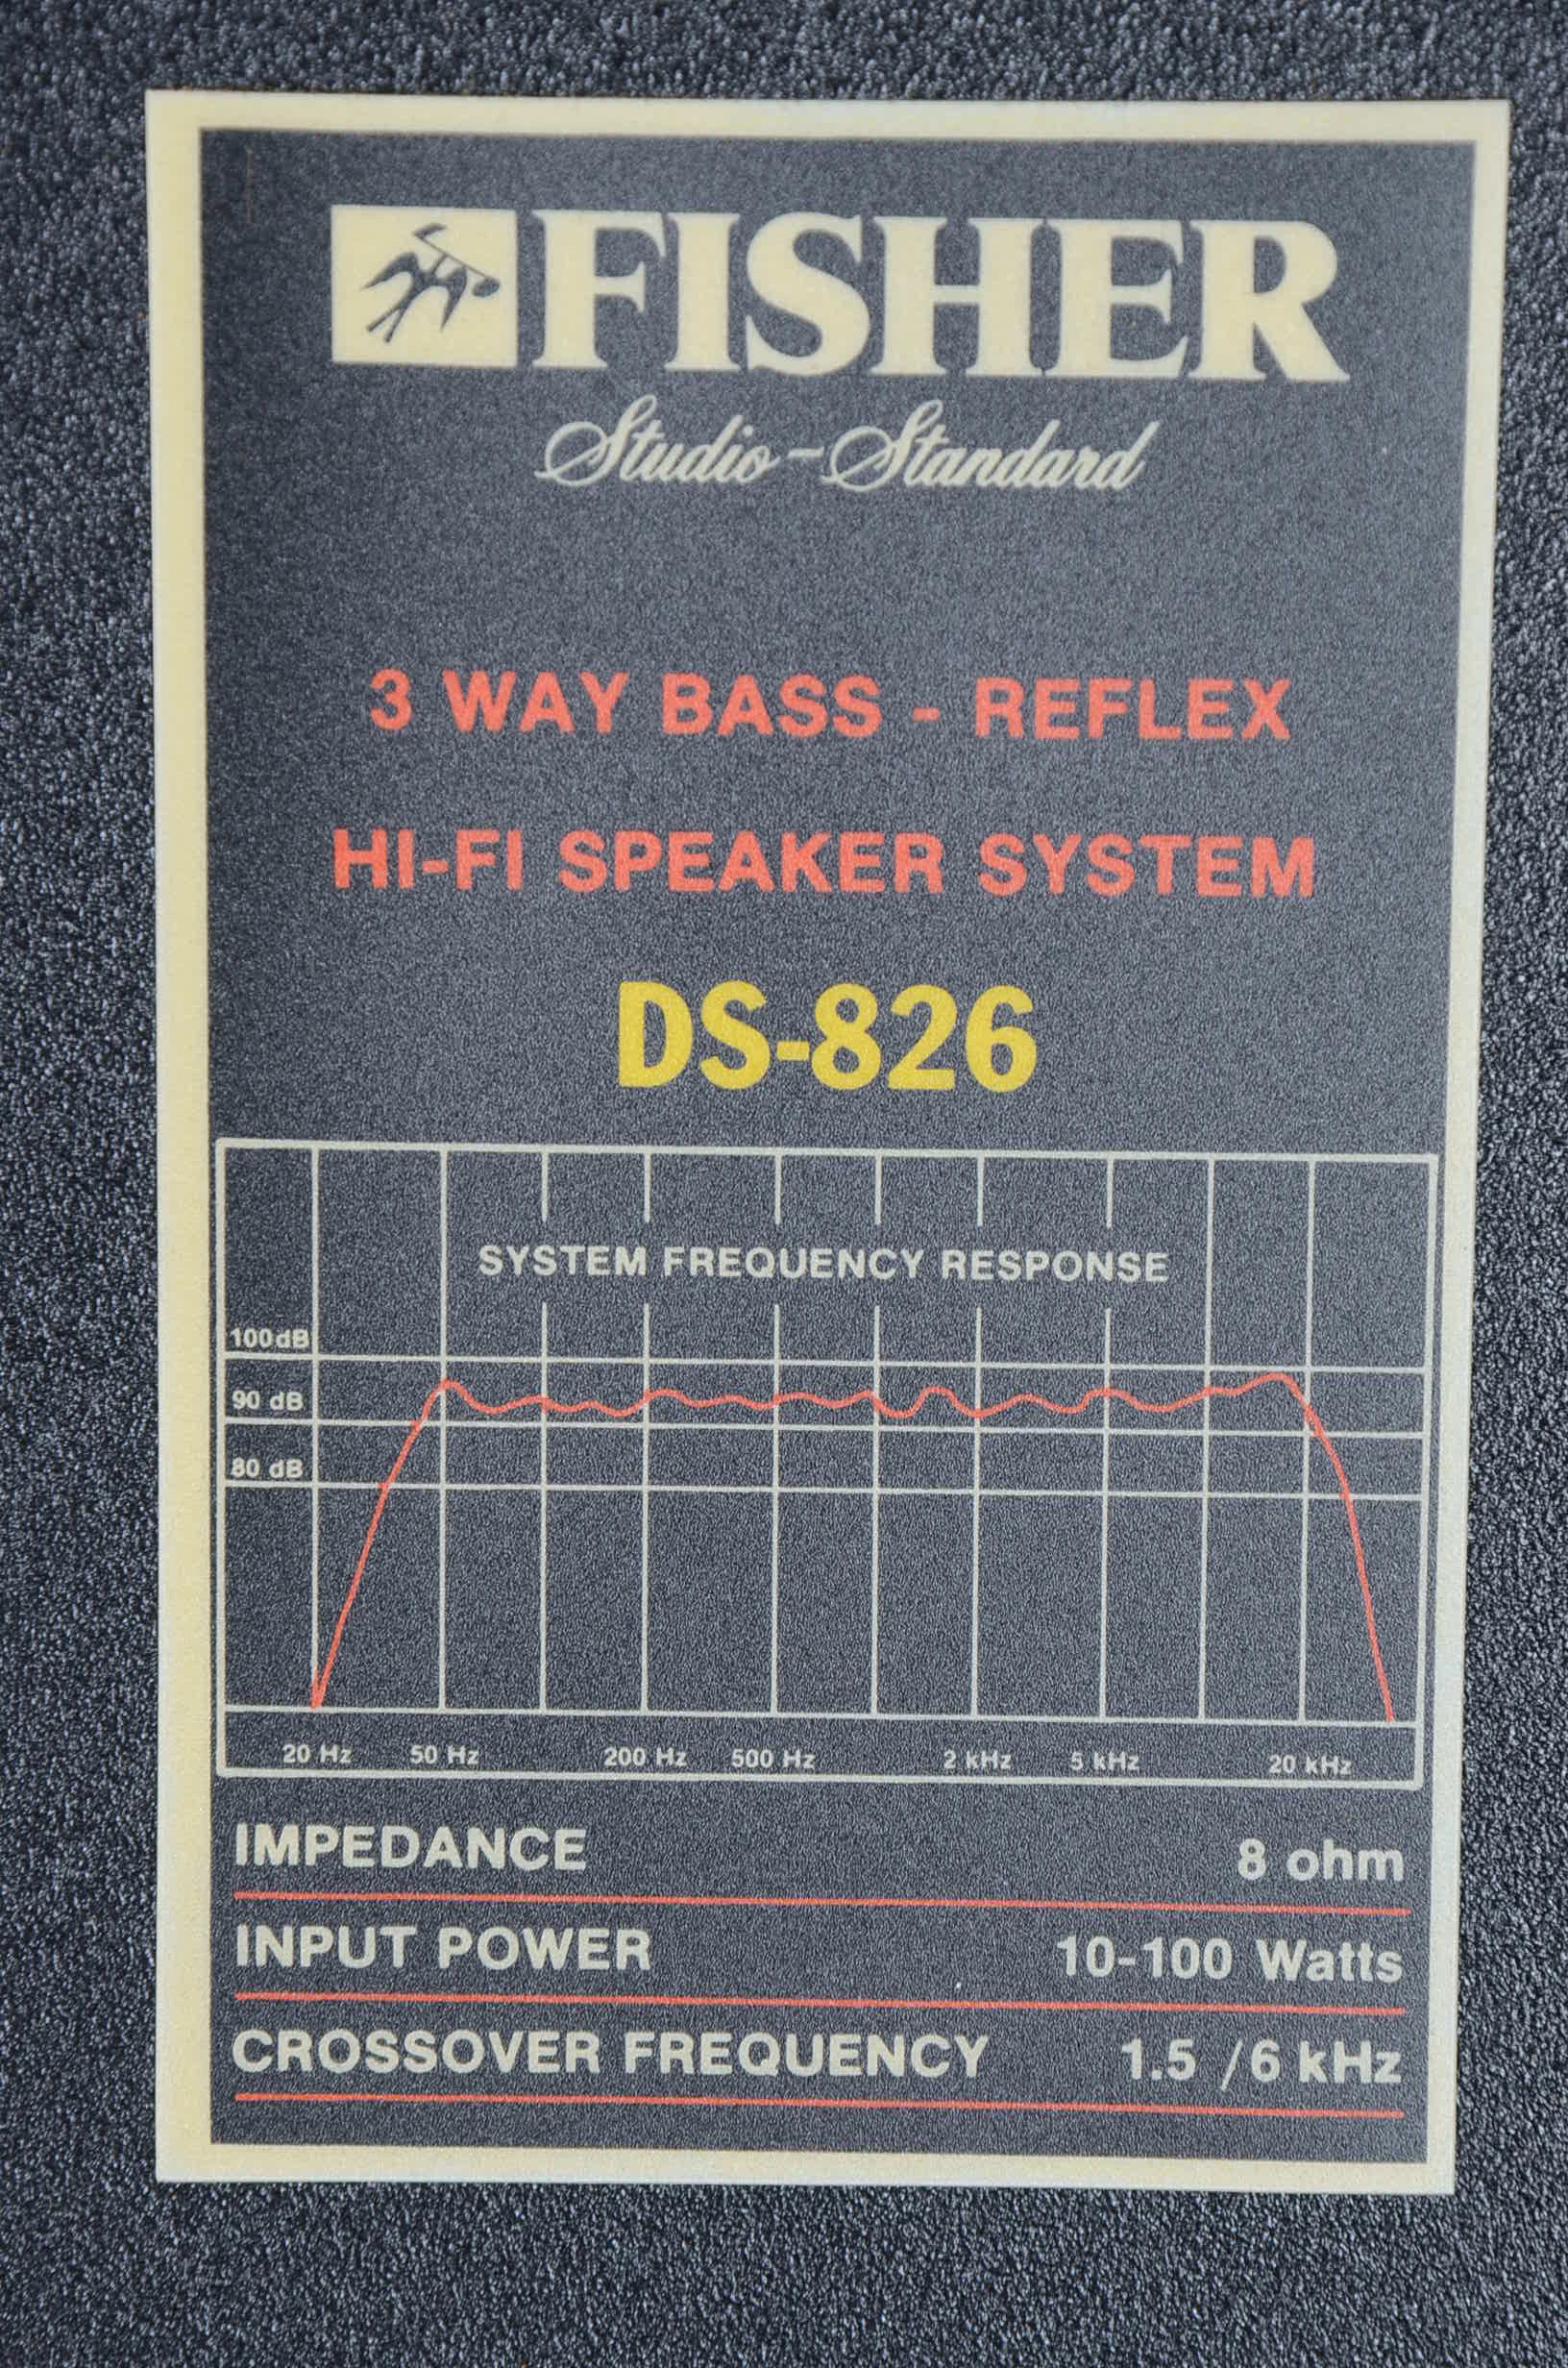 FISHER
Studio-Standard
3 WAY BASS - REFLEX
HI-FI SPEAKER SYSTEM
DS-826
SYSTEM FREQUENCY RESPONSE
100dB
90 dB
80 dB
20 Hz 50 Hz 200 Hz 500 Hz 2 kHz 5 kHz 20 kHz
IMPEDANCE 8 ohm
INPUT POWER 10-100 Watts
CROSSOVER FREQUENCY 1.5 /6 kHz